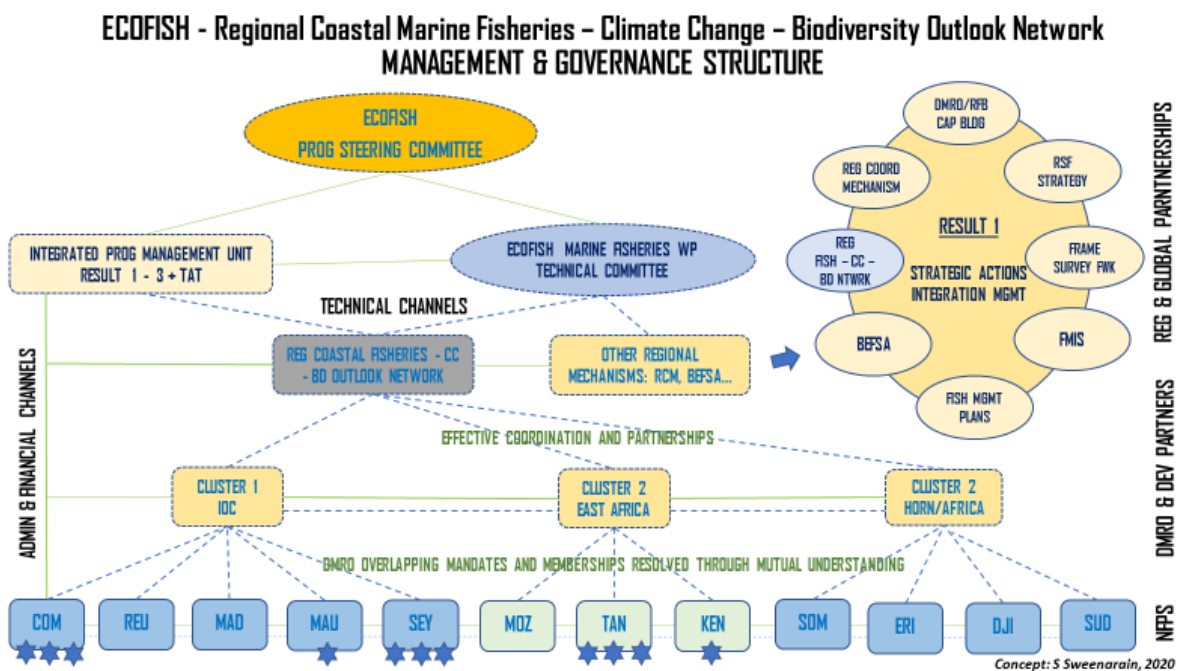 ECOFISH - Regional Coastal Marine Fisheries – Climate Change – Biodiversity Outlook Network
MANAGEMENT & GOVERNANCE STRUCTURE
ECOFISH
PROG STEERING COMMITTEE
INTEGRATED PROG MANAGEMENT UNIT
RESULT 1 - 3 + TAT
ECOFISH MARINE FISHERIES WP
TECHNICAL COMMITTEE
TECHNICAL CHANNELS
REG COASTAL FISHERIES - CC
- BD OUTLOOK NETWORK
OTHER REGIONAL
MECHANISMS: RCM, BEFSA...
EFFECTIVE COORDINATION AND PARTNERSHIPS
CLUSTER 1
IOC
CLUSTER 2
EAST AFRICA
CLUSTER 2
HORN/AFRICA
DMRO OVERLAPPING MANDATES AND MEMBERSHIPS RESOLVED THROUGH MUTUAL UNDERSTANDING
COM
REU
MAD
MAU
SEY
MOZ
TAN
KEN
SOM
ERI
DJI
SUD
ADMIN & FINANCIAL CHANNELS
DMRO/RFB
CAP BLDG
REG COORD
MECHANISM
RSF
STRATEGY
REG
FISH – CC –
BD NTWRK
RESULT 1
STRATEGIC ACTIONS
INTEGRATION MGMT
FRAME
SURVEY FWK
BEFSA
FMIS
FISH MGMT
PLANS
REG & GLOBAL PARNTNERSHIPS
DMRO & DEV PARTNERS
NFPS
Concept: S Sweenarain, 2020